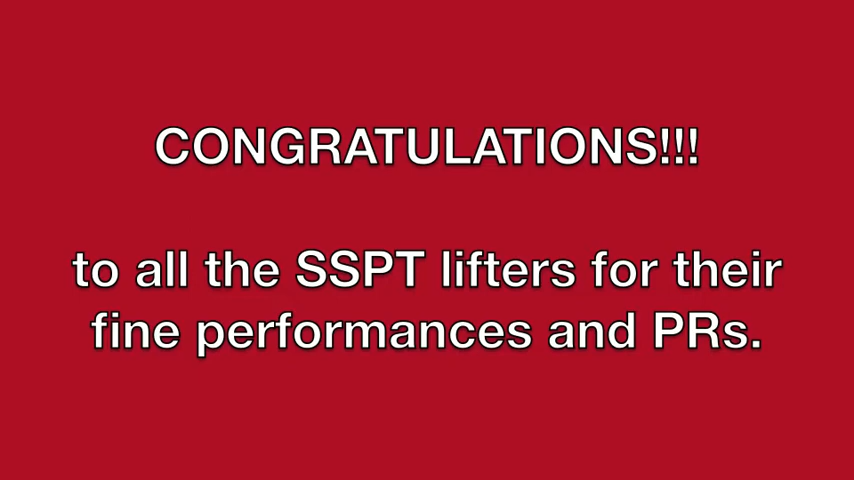 CONGRATULATIONS!!!
to all the SSPT lifters for their
fine performances and PRs.